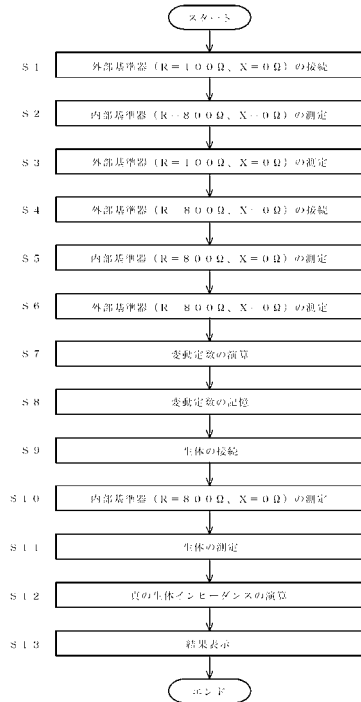 スタート
S1 外部基準器(R=100Ω、X=0Ω)の接続
S2 内部基準器(R=800Ω、X=0Ω)の測定
S3 外部基準器(R=100Ω、X=0Ω)の測定
S4 外部基準器(R=800Ω、X=0Ω)の接続
S5 内部基準器(R=800Ω、X=0Ω)の測定
S6 外部基準器(R=800Ω、X=0Ω)の測定
S7 変動定数の演算
S8 変動定数の記憶
S9 生体の接続
S10 内部基準器(R=800Ω、X=0Ω)の測定
S11 生体の測定
S12 真の生体インピーダンスの演算
S13 結果表示
エンド